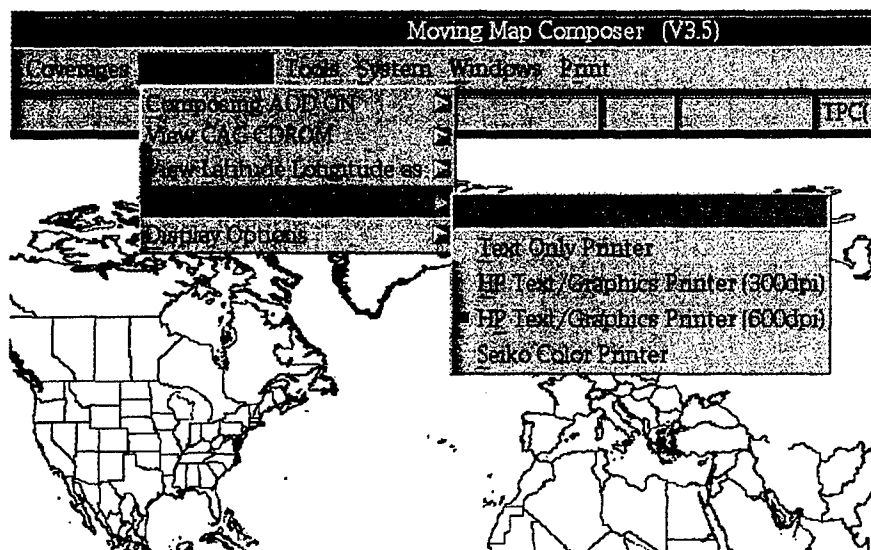 Moving Map Composer (V3.5)
Coverages Tools System Windows Print
Composing ADD ON
TPC(
View CAC CDROM
View Latitude Longitude as
Display Options
Text Only Printer
HP Text/Graphics Printer (300dpi)
HP Text/Graphics Printer (600dpi)
Seiko Color Printer